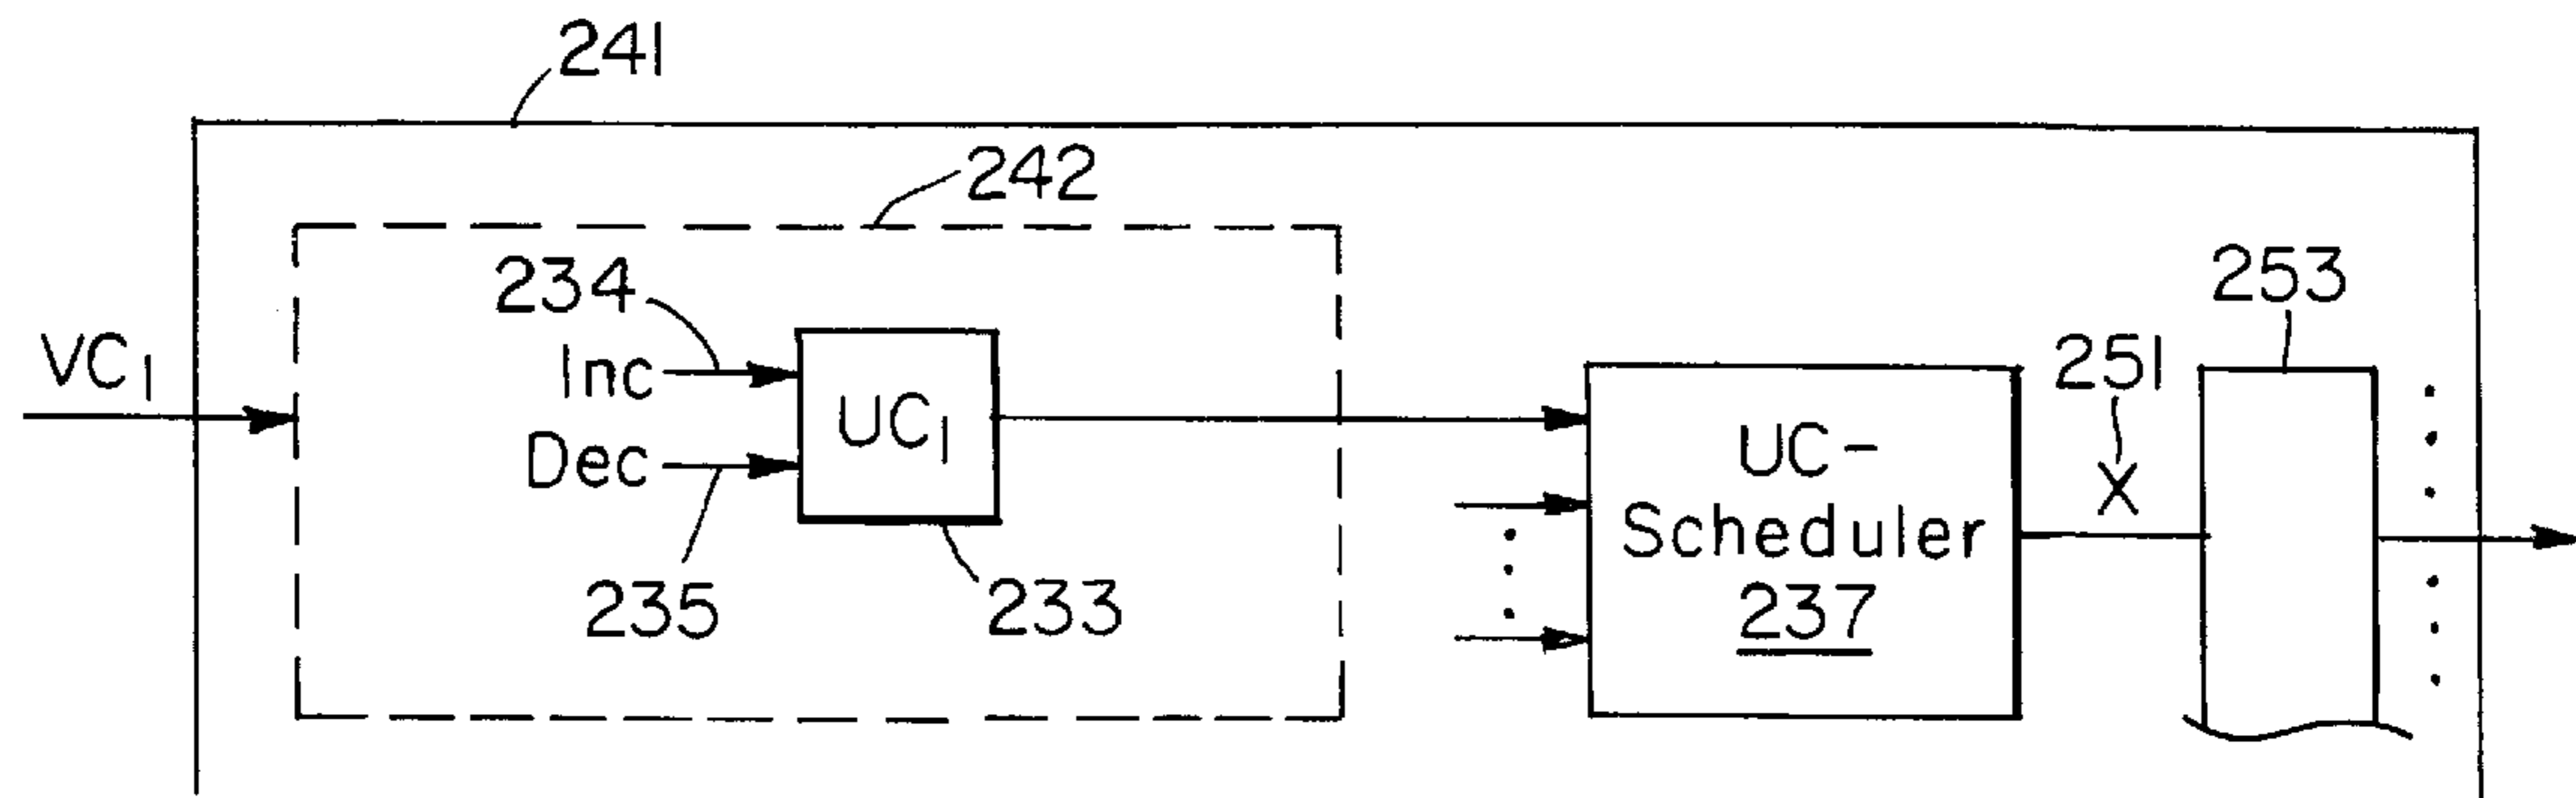 241
242
234
253
VC1
Inc
UC1
251
UC-
Dec
X
Scheduler
235
233
237